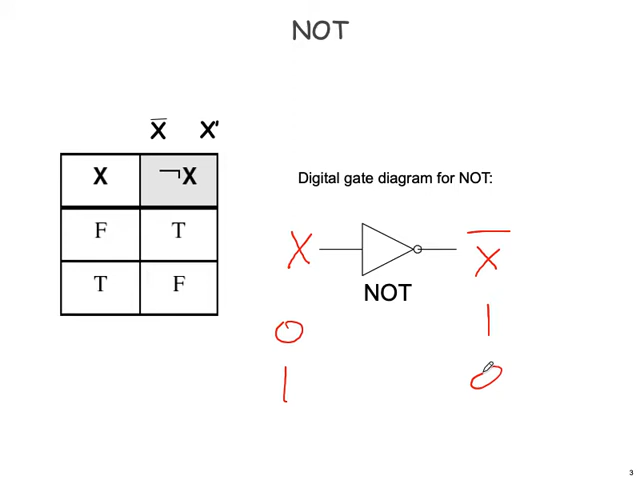 NOT
X̅ X'
X ¬X
F T
T F
Digital gate diagram for NOT:
X X̅
NOT
0 1
1 0
3